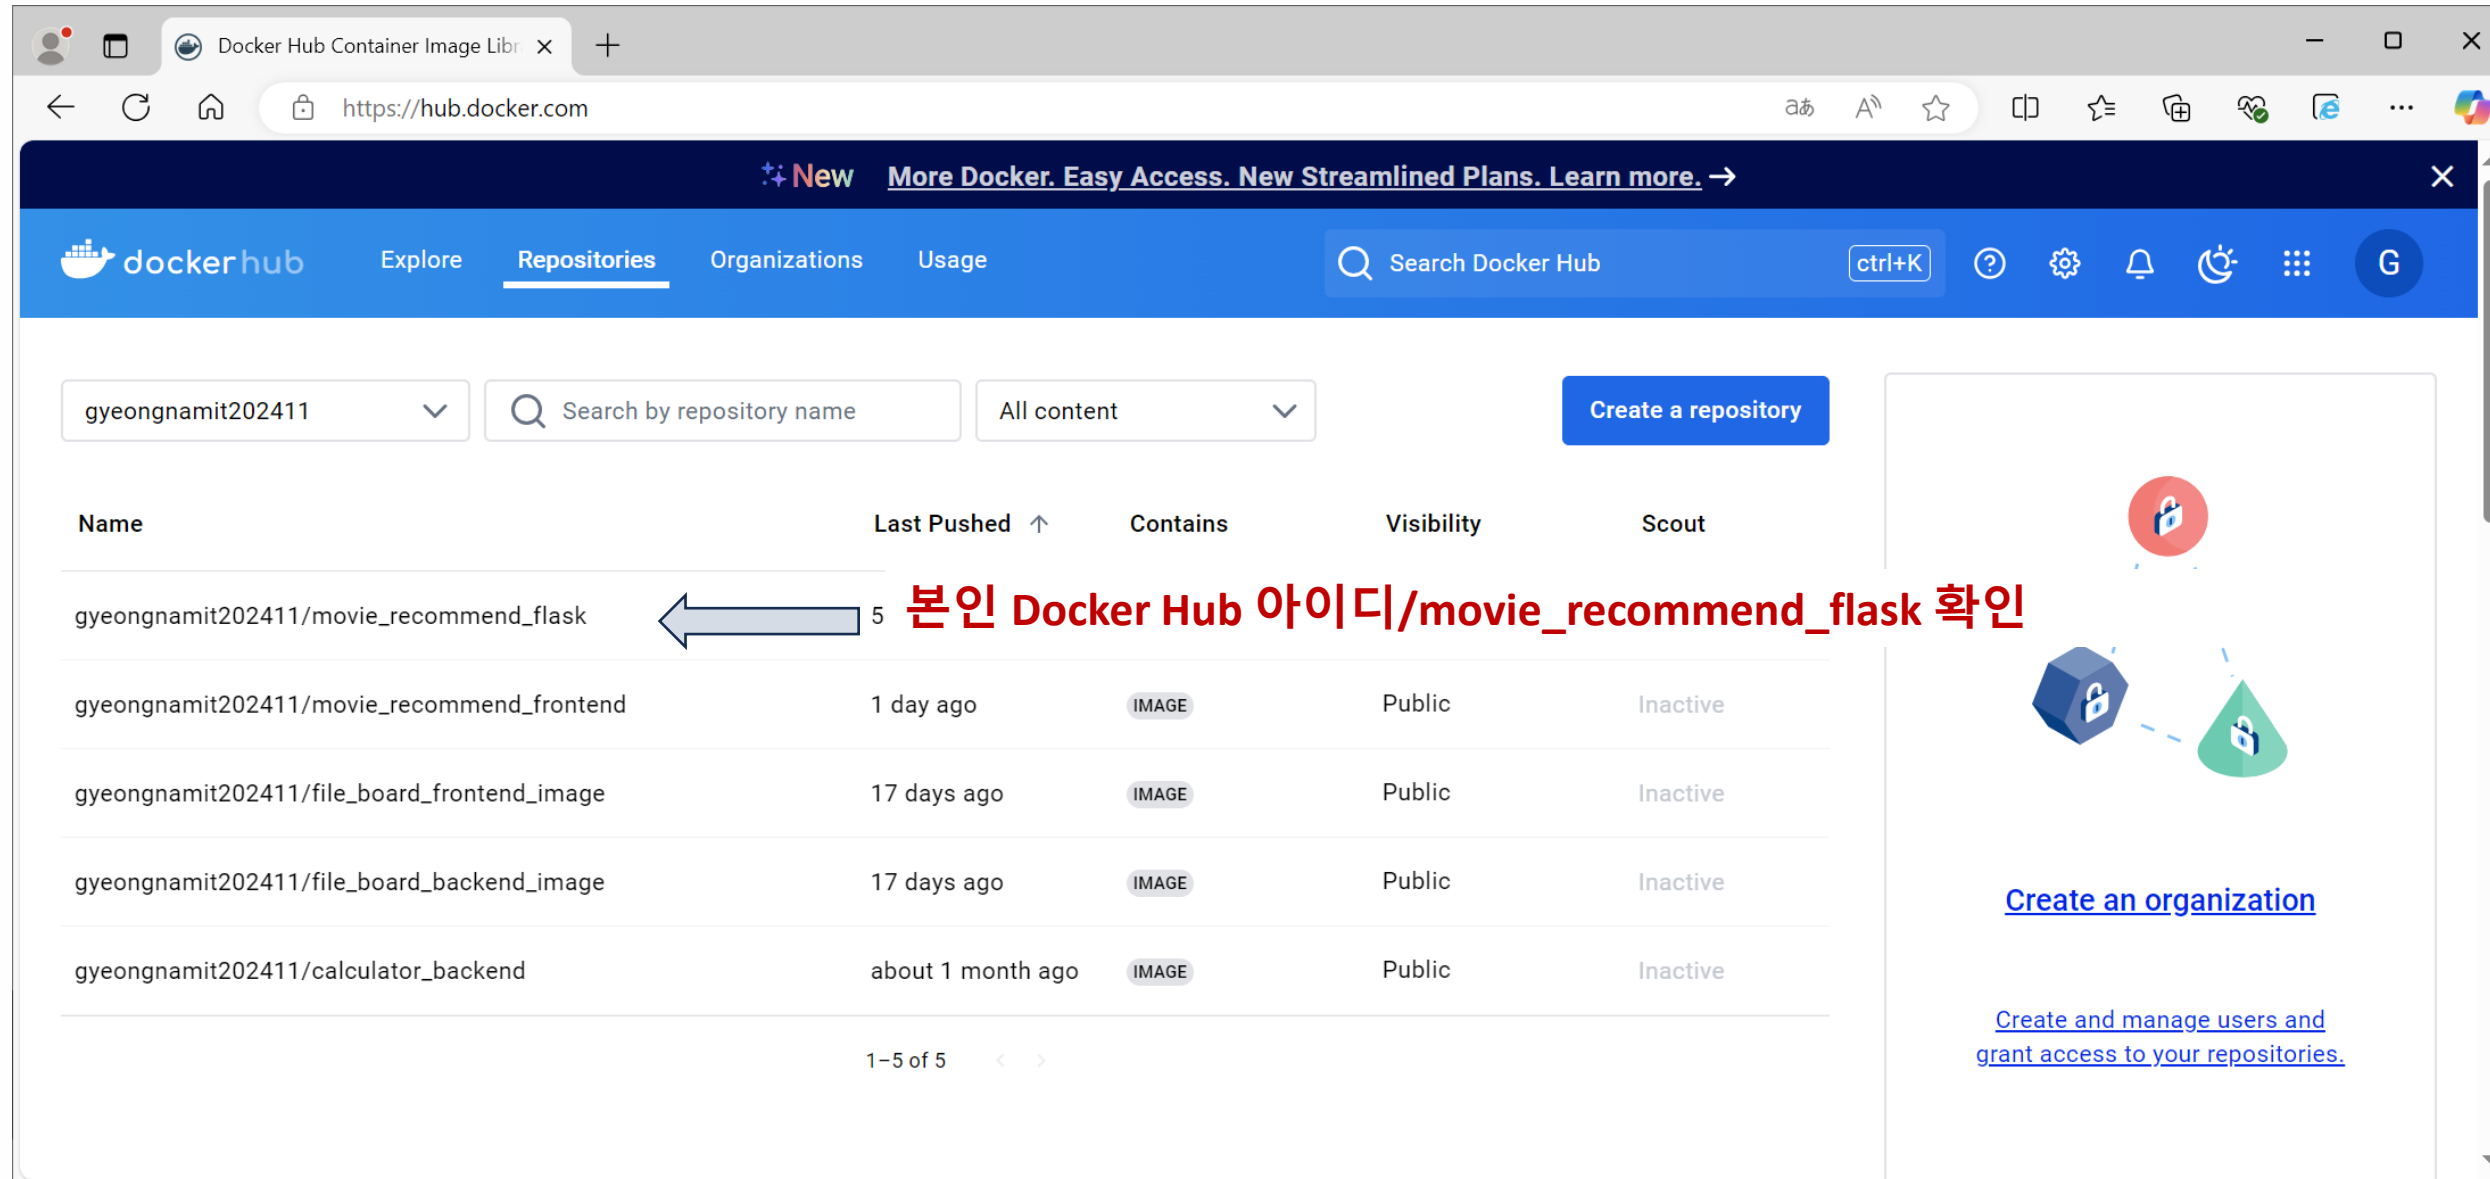 Docker Hub Container Image Libr
https://hub.docker.com
aあ
New More Docker. Easy Access. New Streamlined Plans. Learn more. →
dockerhub Explore Repositories Organizations Usage Search Docker Hub ctrl+K G
gyeongnamit202411 Search by repository name All content Create a repository
Name Last Pushed ↑ Contains Visibility Scout
gyeongnamit202411/movie_recommend_flask 5
본인 Docker Hub 아이디/movie_recommend_flask 확인
gyeongnamit202411/movie_recommend_frontend 1 day ago IMAGE Public Inactive
gyeongnamit202411/file_board_frontend_image 17 days ago IMAGE Public Inactive
gyeongnamit202411/file_board_backend_image 17 days ago IMAGE Public Inactive
gyeongnamit202411/calculator_backend about 1 month ago IMAGE Public Inactive
1–5 of 5
Create an organization
Create and manage users and
grant access to your repositories.